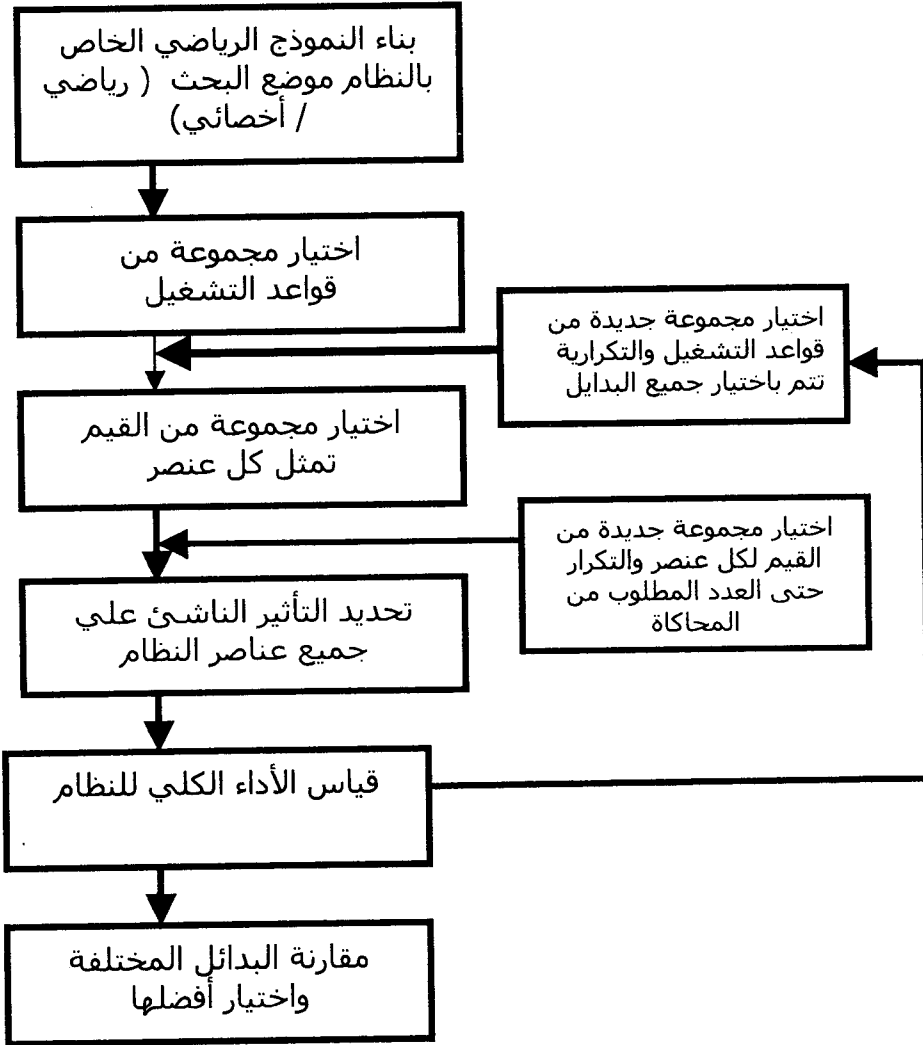 بناء النموذج الرياضي الخاص
بالنظام موضع البحث ( رياضي
/ أخصائي)
اختيار مجموعة من
قواعد التشغيل
اختيار مجموعة جديدة من
قواعد التشغيل والتكرارية
تتم باختيار جميع البدايل
اختيار مجموعة من القيم
تمثل كل عنصر
اختيار مجموعة جديدة من
القيم لكل عنصر والتكرار
حتى العدد المطلوب من
المحاكاة
تحديد التأثير الناشئ علي
جميع عناصر النظام
قياس الأداء الكلي للنظام
مقارنة البدائل المختلفة
واختيار أفضلها